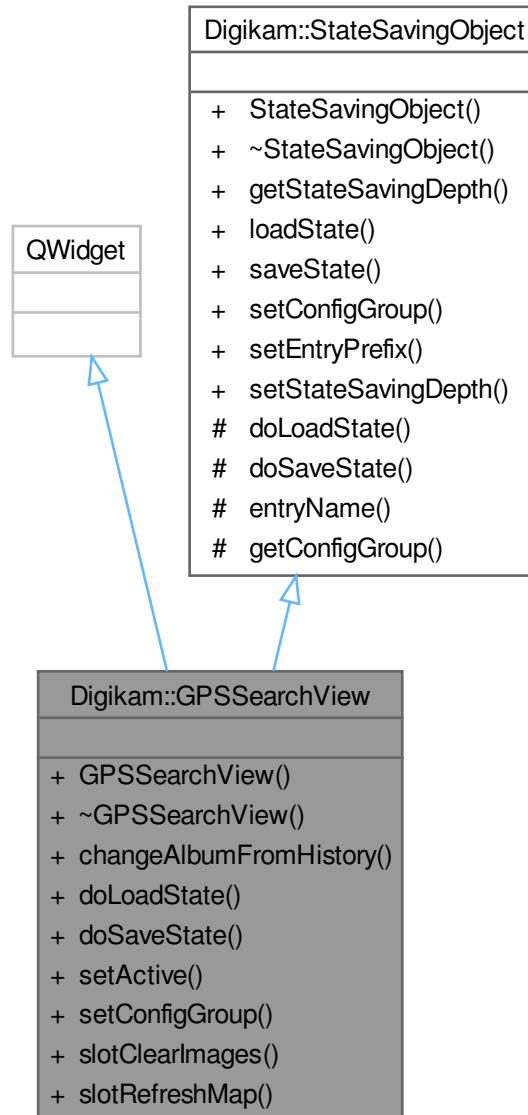 Digikam::StateSavingObject
+ StateSavingObject()
+ ~StateSavingObject()
+ getStateSavingDepth()
+ loadState()
+ saveState()
+ setConfigGroup()
+ setEntryPrefix()
+ setStateSavingDepth()
# doLoadState()
# doSaveState()
# entryName()
# getConfigGroup()
QWidget
Digikam::GPSSearchView
+ GPSSearchView()
+ ~GPSSearchView()
+ changeAlbumFromHistory()
+ doLoadState()
+ doSaveState()
+ setActive()
+ setConfigGroup()
+ slotClearImages()
+ slotRefreshMap()